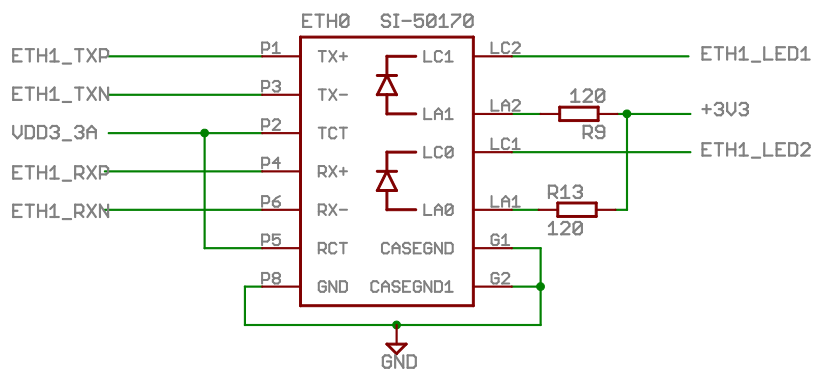 ETH0 SI-50170
ETH1_TXP P1 TX+ LC1 LC2 ETH1_LED1
ETH1_TXN P3 TX- LA1 LA2 120 R9 +3V3
VDD3_3A P2 TCT LC0 LC1 ETH1_LED2
ETH1_RXP P4 RX+
ETH1_RXN P6 RX- LA0 LA1 R13 120
P5 RCT CASEGND G1
P8 GND CASEGND1 G2
GND